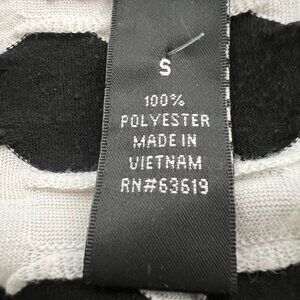 S
100%
POLYESTER
MADE IN
VIETNAM
RN#63619